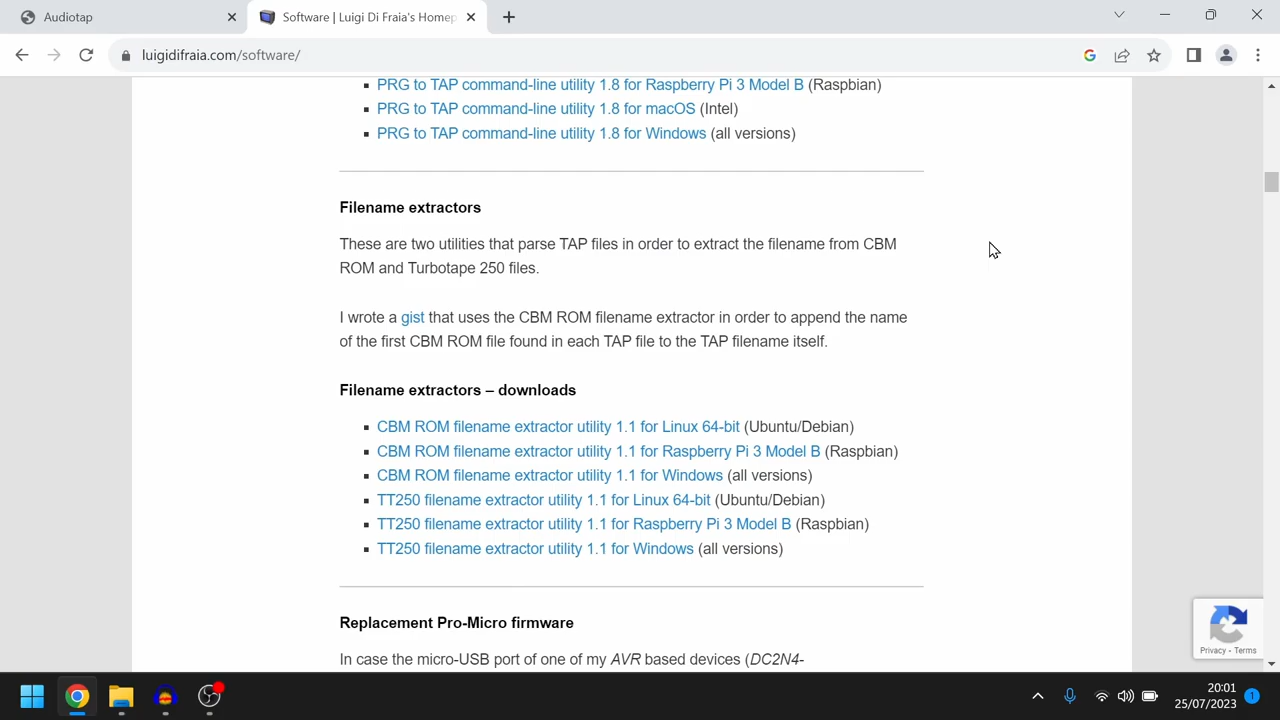 Audiotap
Software | Luigi Di Fraia's Homep
luigidifraia.com/software/
PRG to TAP command-line utility 1.8 for Raspberry Pi 3 Model B (Raspbian)
PRG to TAP command-line utility 1.8 for macOS (Intel)
PRG to TAP command-line utility 1.8 for Windows (all versions)
Filename extractors
These are two utilities that parse TAP files in order to extract the filename from CBM
ROM and Turbotape 250 files.
I wrote a gist that uses the CBM ROM filename extractor in order to append the name
of the first CBM ROM file found in each TAP file to the TAP filename itself.
Filename extractors – downloads
CBM ROM filename extractor utility 1.1 for Linux 64-bit (Ubuntu/Debian)
CBM ROM filename extractor utility 1.1 for Raspberry Pi 3 Model B (Raspbian)
CBM ROM filename extractor utility 1.1 for Windows (all versions)
TT250 filename extractor utility 1.1 for Linux 64-bit (Ubuntu/Debian)
TT250 filename extractor utility 1.1 for Raspberry Pi 3 Model B (Raspbian)
TT250 filename extractor utility 1.1 for Windows (all versions)
Replacement Pro-Micro firmware
In case the micro-USB port of one of my AVR based devices (DC2N4-
Privacy - Terms
20:01
25/07/2023
1